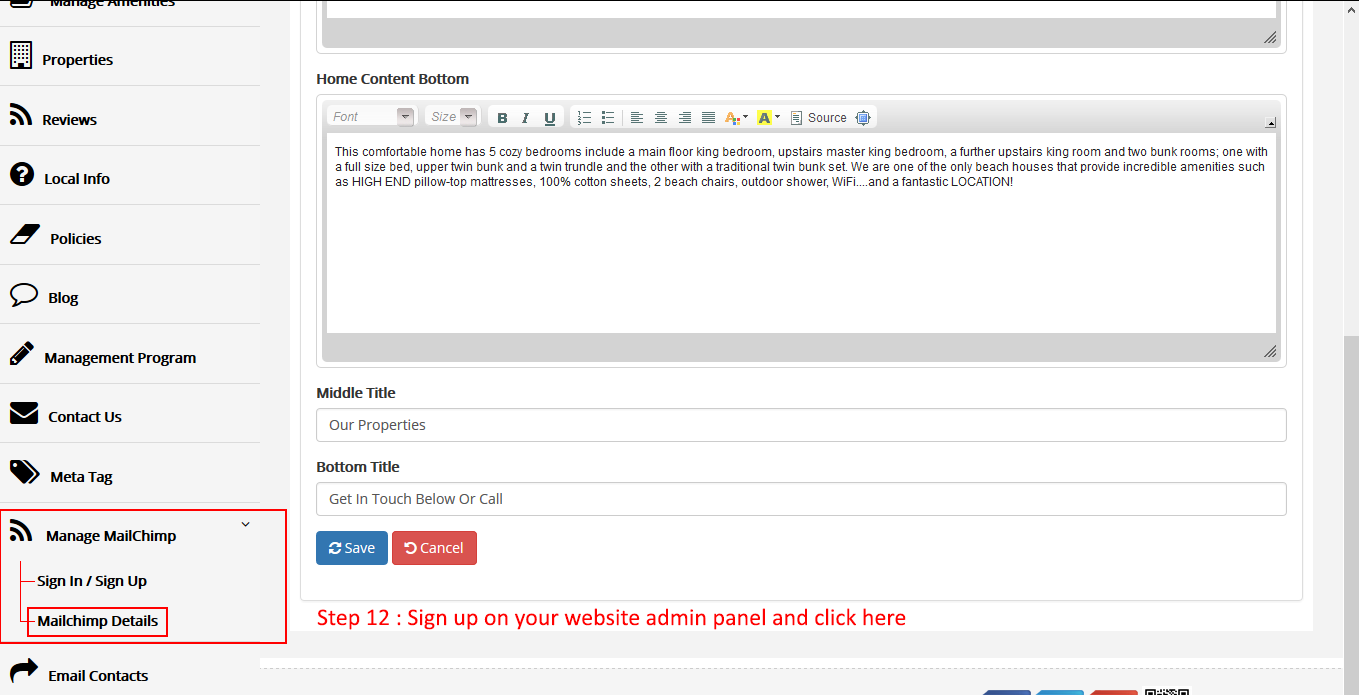 Manage Amenities
Properties
Reviews
Local Info
Policies
Blog
Management Program
Contact Us
Meta Tag
Manage MailChimp
Sign In / Sign Up
Mailchimp Details
Email Contacts
Home Content Bottom
Font Size B I U A A Source
This comfortable home has 5 cozy bedrooms include a main floor king bedroom, upstairs master king bedroom, a further upstairs king room and two bunk rooms; one with
a full size bed, upper twin bunk and a twin trundle and the other with a traditional twin bunk set. We are one of the only beach houses that provide incredible amenities such
as HIGH END pillow-top mattresses, 100% cotton sheets, 2 beach chairs, outdoor shower, WiFi....and a fantastic LOCATION!
Middle Title
Our Properties
Bottom Title
Get In Touch Below Or Call
Save Cancel
Step 12 : Sign up on your website admin panel and click here